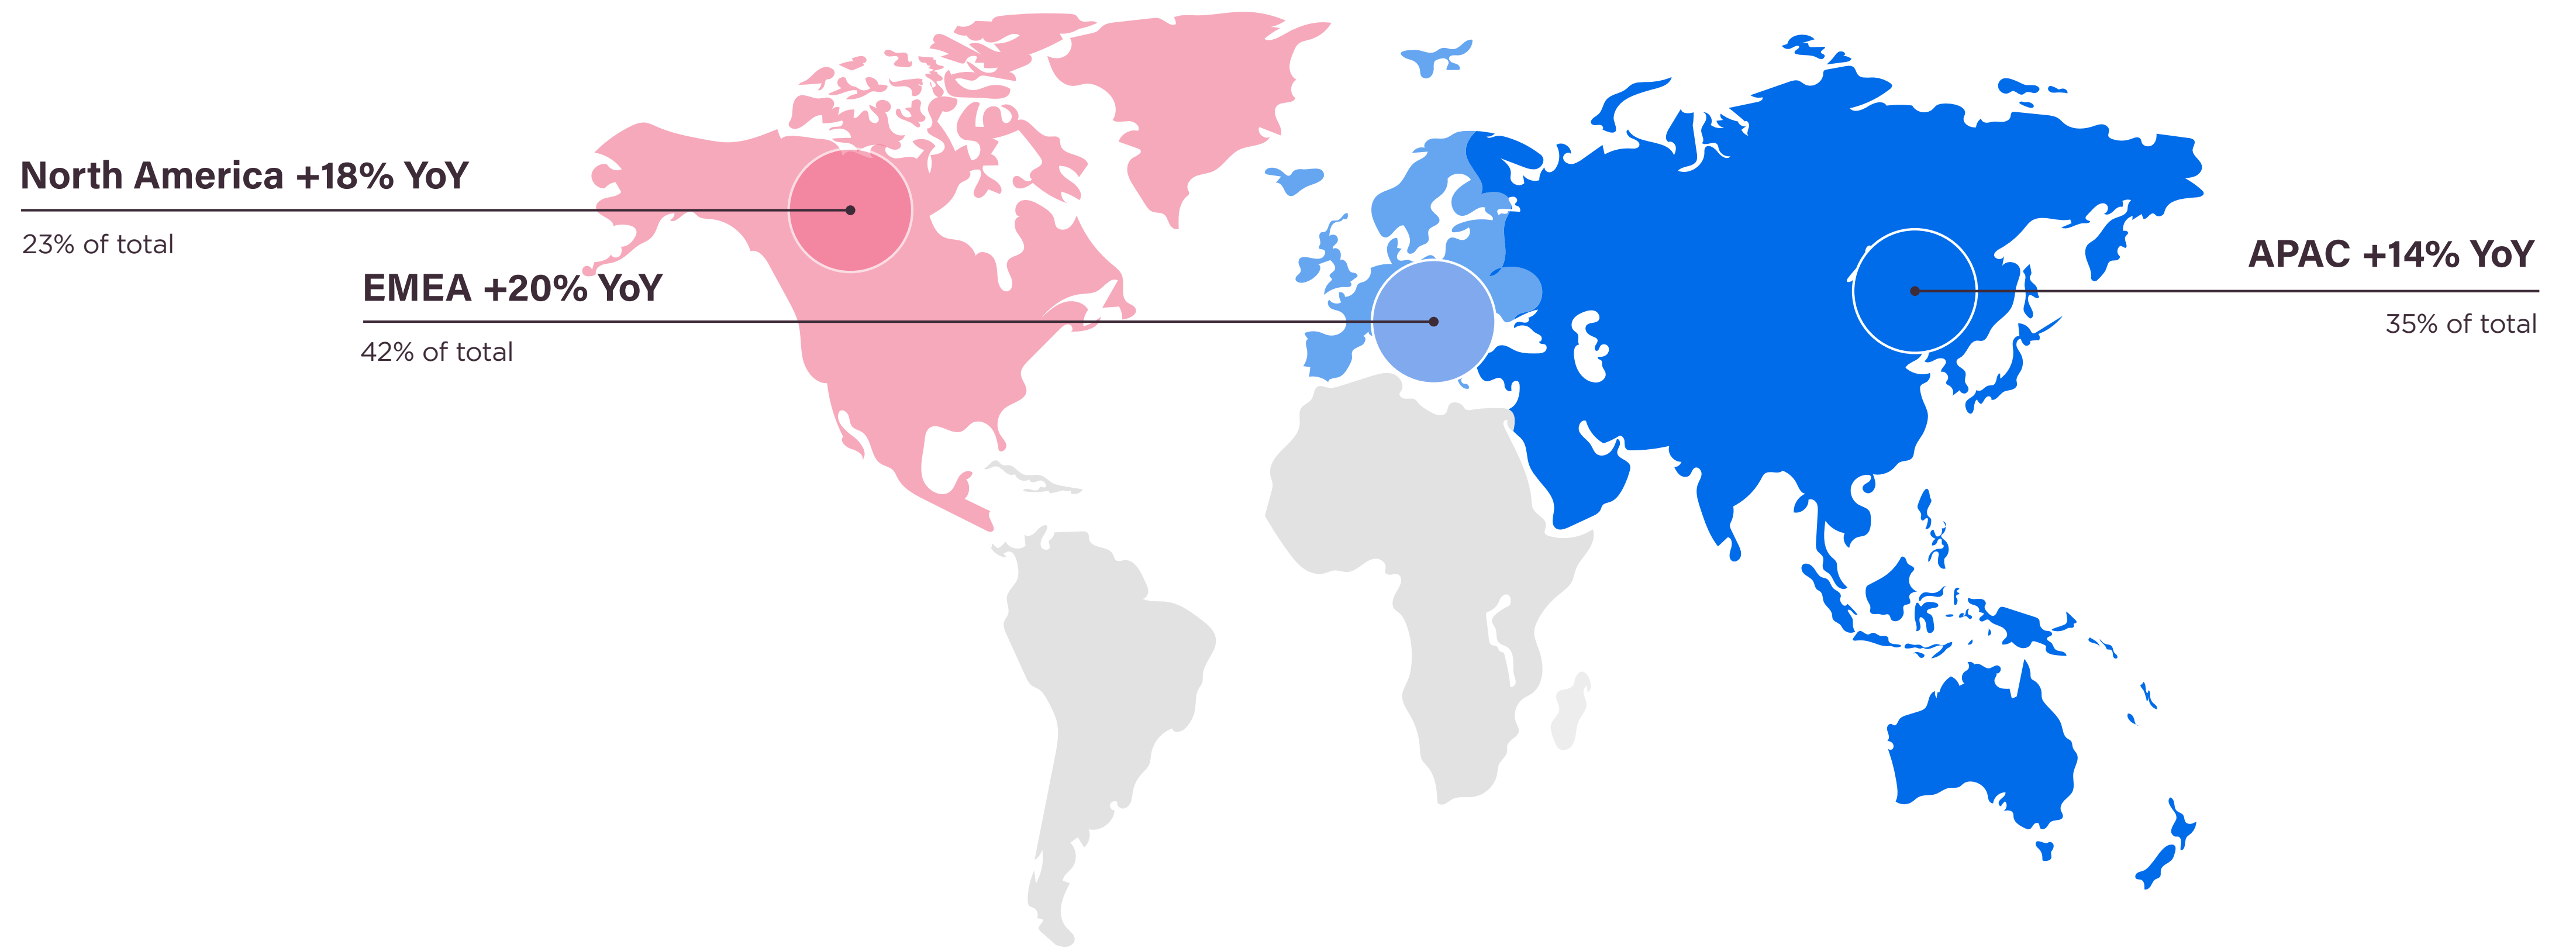 North America +18% YoY
23% of total
EMEA +20% YoY
42% of total
APAC +14% YoY
35% of total